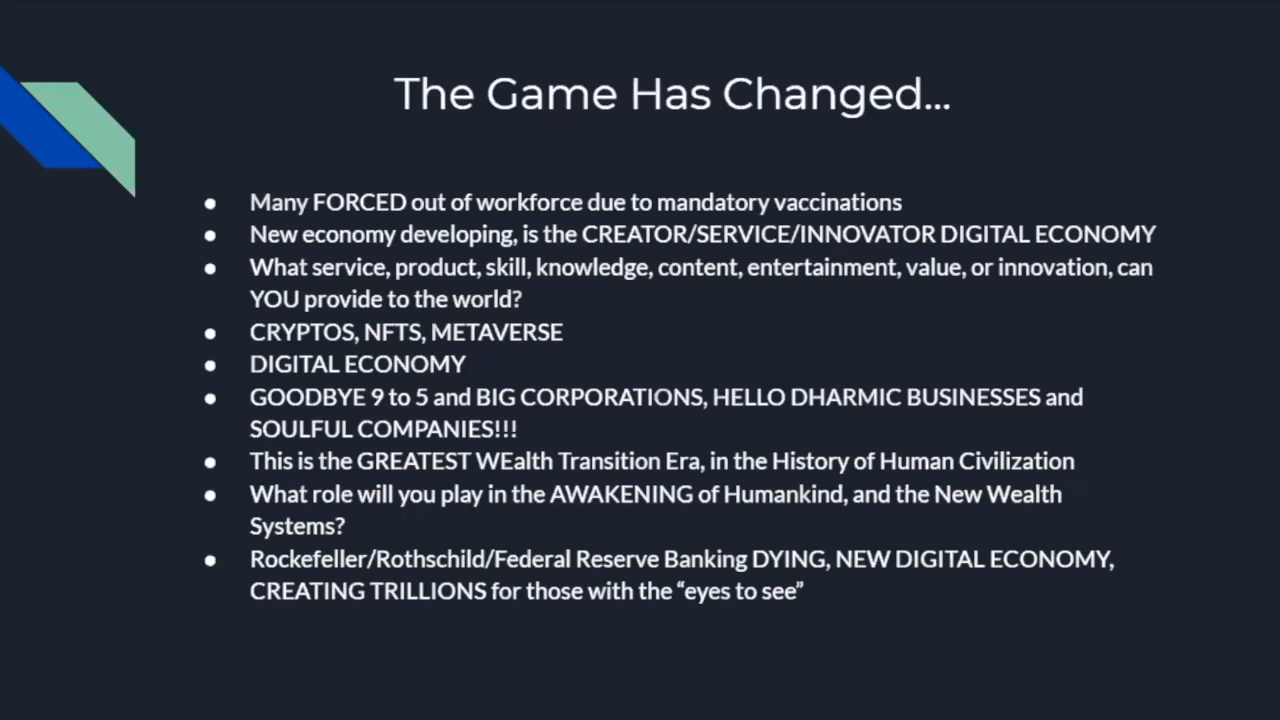 The Game Has Changed...
● Many FORCED out of workforce due to mandatory vaccinations
● New economy developing, is the CREATOR/SERVICE/INNOVATOR DIGITAL ECONOMY
● What service, product, skill, knowledge, content, entertainment, value, or innovation, can
YOU provide to the world?
● CRYPTOS, NFTS, METAVERSE
● DIGITAL ECONOMY
● GOODBYE 9 to 5 and BIG CORPORATIONS, HELLO DHARMIC BUSINESSES and
SOULFUL COMPANIES!!!
● This is the GREATEST WEalth Transition Era, in the History of Human Civilization
● What role will you play in the AWAKENING of Humankind, and the New Wealth
Systems?
● Rockefeller/Rothschild/Federal Reserve Banking DYING, NEW DIGITAL ECONOMY,
CREATING TRILLIONS for those with the “eyes to see”